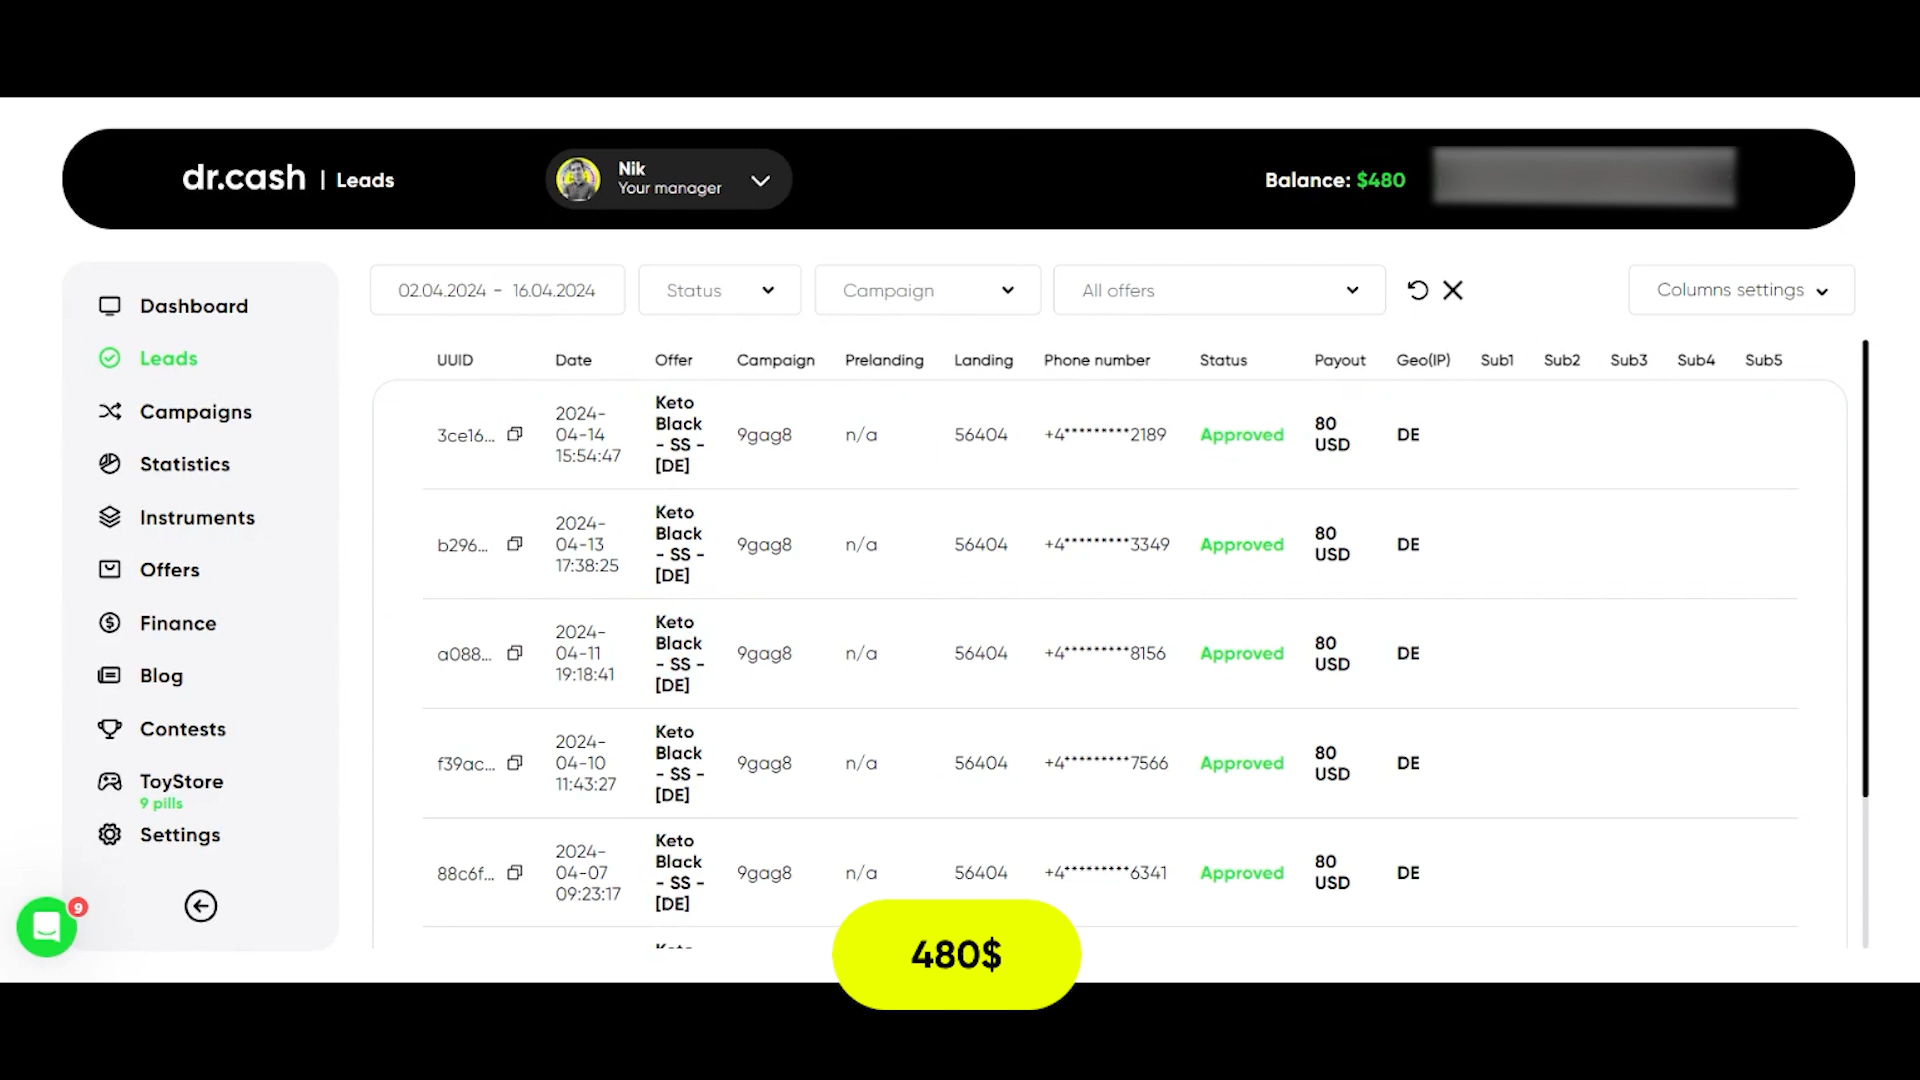 dr.cash | Leads
Nik
Your manager
Balance: $480
Dashboard
Leads
Campaigns
Statistics
Instruments
Offers
Finance
Blog
Contests
ToyStore
9 pills
Settings
9
02.04.2024 - 16.04.2024
Status
Campaign
All offers
Columns settings
UUID Date Offer Campaign Prelanding Landing Phone number Status Payout Geo(IP) Sub1 Sub2 Sub3 Sub4 Sub5
3ce16... 2024-04-14 15:54:47 Keto Black - SS - [DE] 9gag8 n/a 56404 +4*********2189 Approved 80 USD DE
b296... 2024-04-13 17:38:25 Keto Black - SS - [DE] 9gag8 n/a 56404 +4*********3349 Approved 80 USD DE
a088... 2024-04-11 19:18:41 Keto Black - SS - [DE] 9gag8 n/a 56404 +4*********8156 Approved 80 USD DE
f39ac... 2024-04-10 11:43:27 Keto Black - SS - [DE] 9gag8 n/a 56404 +4*********7566 Approved 80 USD DE
88c6f... 2024-04-07 09:23:17 Keto Black - SS - [DE] 9gag8 n/a 56404 +4*********6341 Approved 80 USD DE
480$